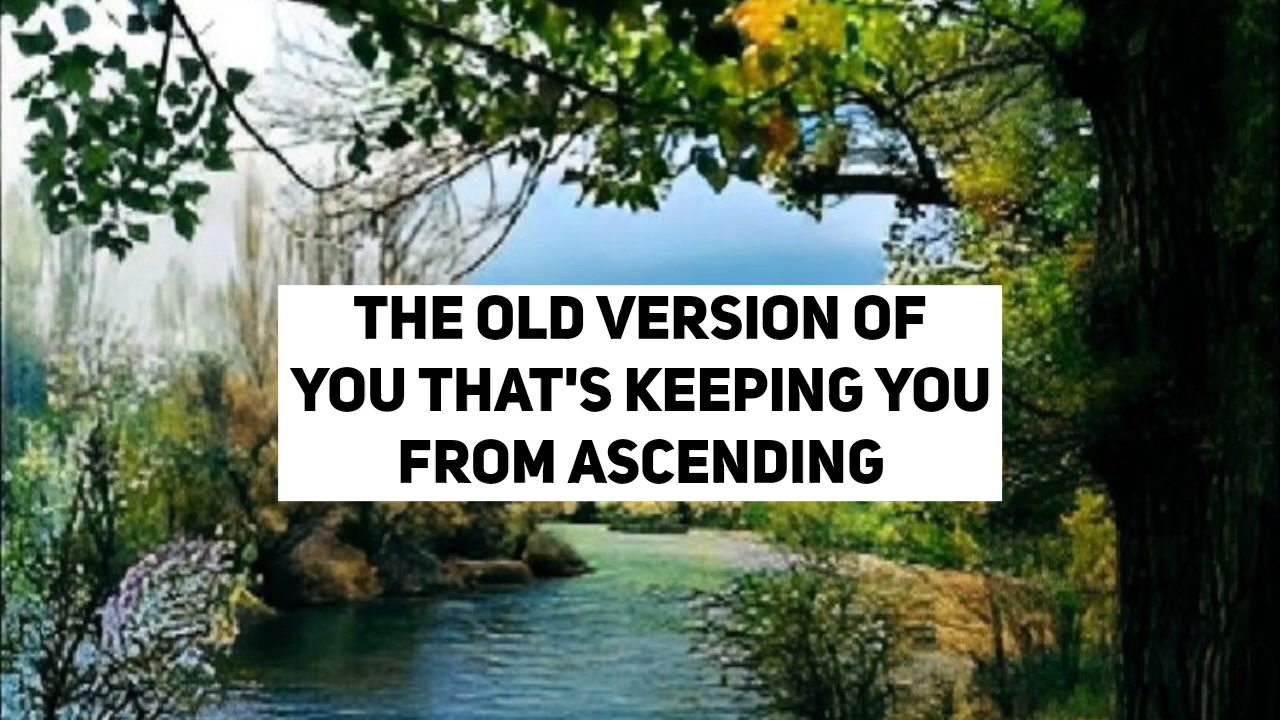 THE OLD VERSION OF
YOU THAT'S KEEPING YOU
FROM ASCENDING